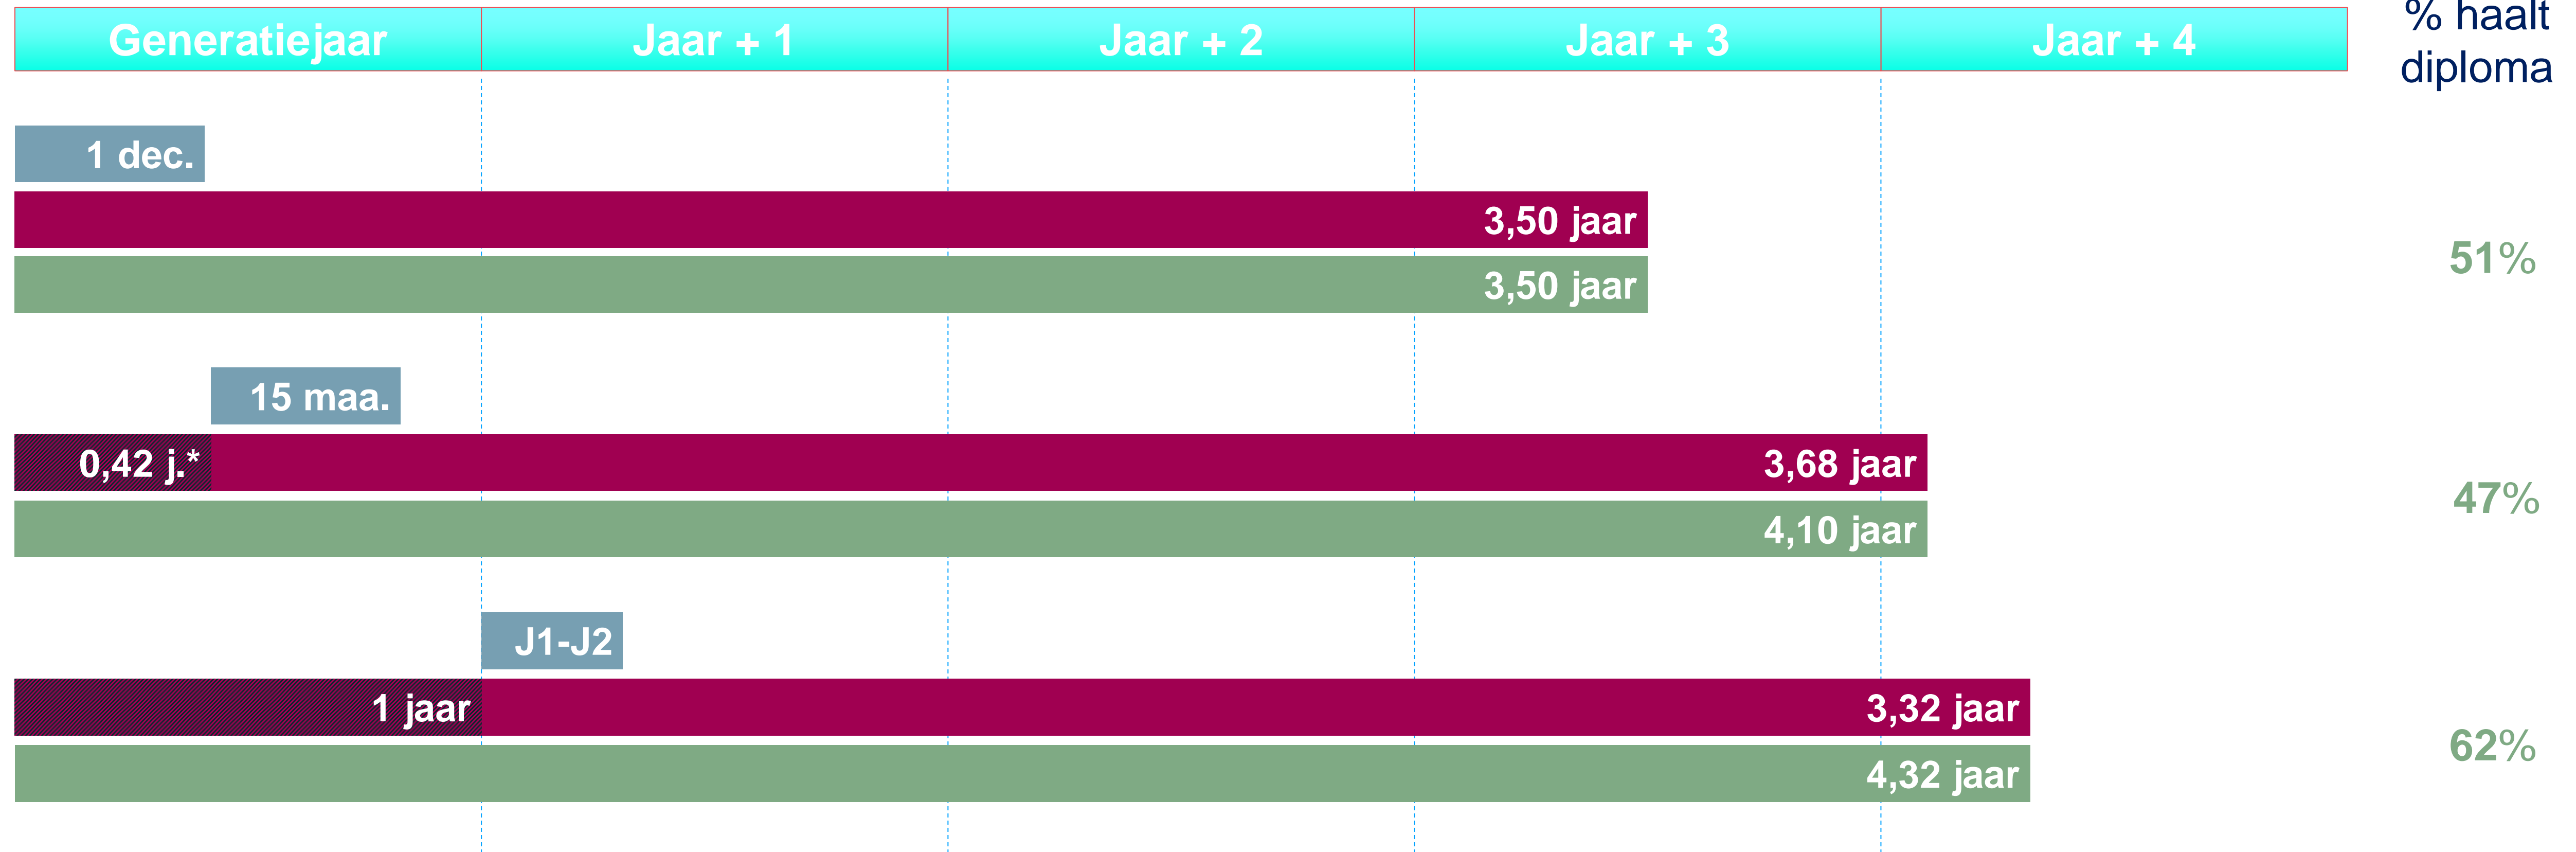 Generatiejaar
Jaar + 1
Jaar + 2
Jaar + 3
Jaar + 4
% haalt
diploma
1 dec.
3,50 jaar
3,50 jaar
51%
15 maa.
0,42 j.*
3,68 jaar
4,10 jaar
47%
J1-J2
1 jaar
3,32 jaar
4,32 jaar
62%